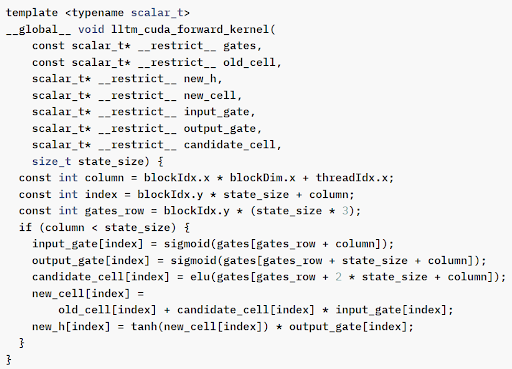 template <typename scalar_t>
__global__ void lltm_cuda_forward_kernel(
    const scalar_t* __restrict__ gates,
    const scalar_t* __restrict__ old_cell,
    scalar_t* __restrict__ new_h,
    scalar_t* __restrict__ new_cell,
    scalar_t* __restrict__ input_gate,
    scalar_t* __restrict__ output_gate,
    scalar_t* __restrict__ candidate_cell,
    size_t state_size) {
  const int column = blockIdx.x * blockDim.x + threadIdx.x;
  const int index = blockIdx.y * state_size + column;
  const int gates_row = blockIdx.y * (state_size * 3);
  if (column < state_size) {
    input_gate[index] = sigmoid(gates[gates_row + column]);
    output_gate[index] = sigmoid(gates[gates_row + state_size + column]);
    candidate_cell[index] = elu(gates[gates_row + 2 * state_size + column]);
    new_cell[index] =
        old_cell[index] + candidate_cell[index] * input_gate[index];
    new_h[index] = tanh(new_cell[index]) * output_gate[index];
  }
}